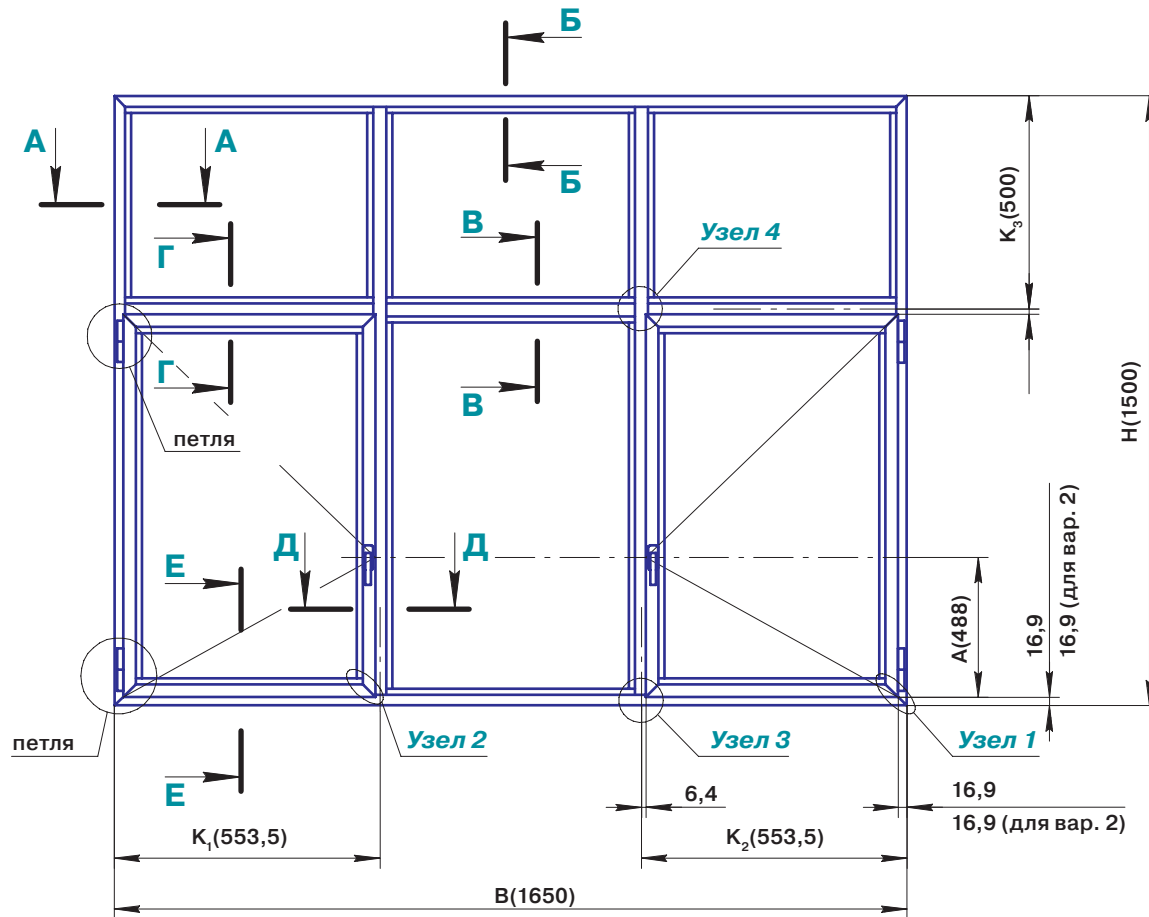 Б
А
А
Б
Г
В
Узел 4
K₃(500)
Г
В
петля
H(1500)
Е
Д
Д
A(488)
16,9
16,9 (для вар. 2)
петля
Узел 2
Узел 3
Узел 1
Е
6,4
16,9
16,9 (для вар. 2)
K₁(553,5)
K₂(553,5)
B(1650)